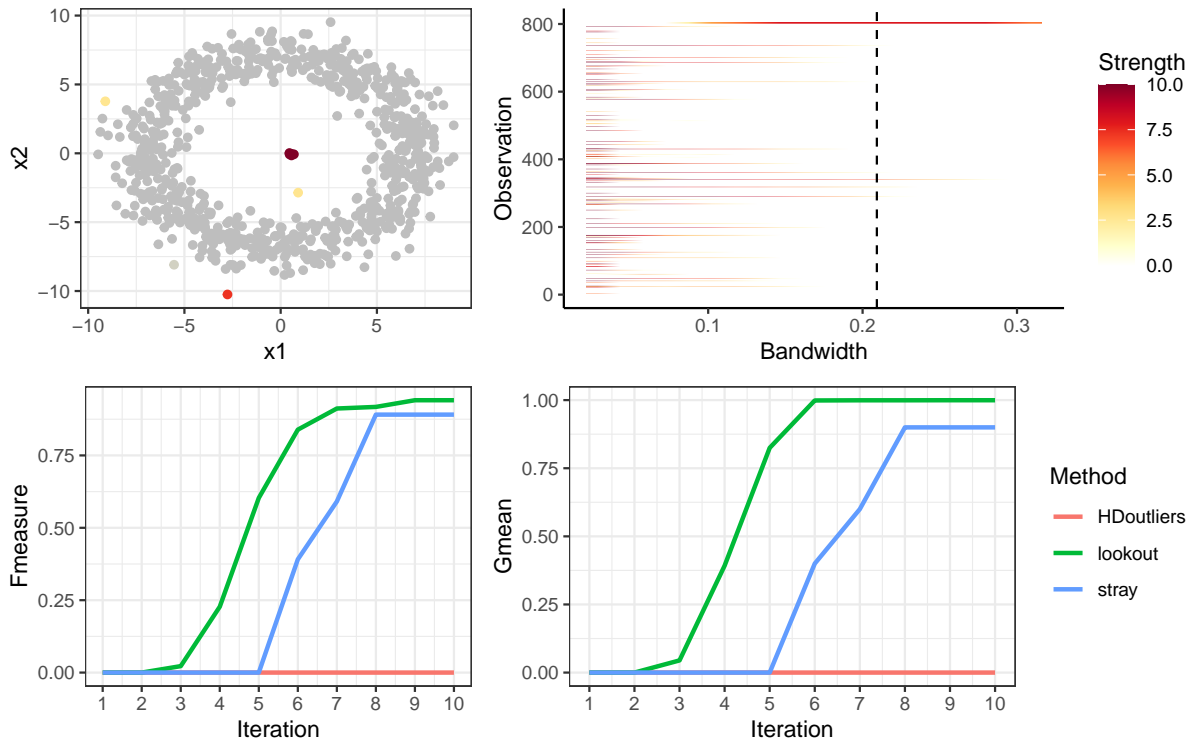 10
5
0
−5
−10
−10
−5
0
5
x1
x2
800
600
400
200
0
0.1
0.2
0.3
Bandwidth
Observation
Strength
10.0
7.5
5.0
2.5
0.0
0.75
0.50
0.25
0.00
1 2 3 4 5 6 7 8 9 10
Iteration
Fmeasure
1.00
0.75
0.50
0.25
0.00
1 2 3 4 5 6 7 8 9 10
Iteration
Gmean
Method
HDoutliers
lookout
stray